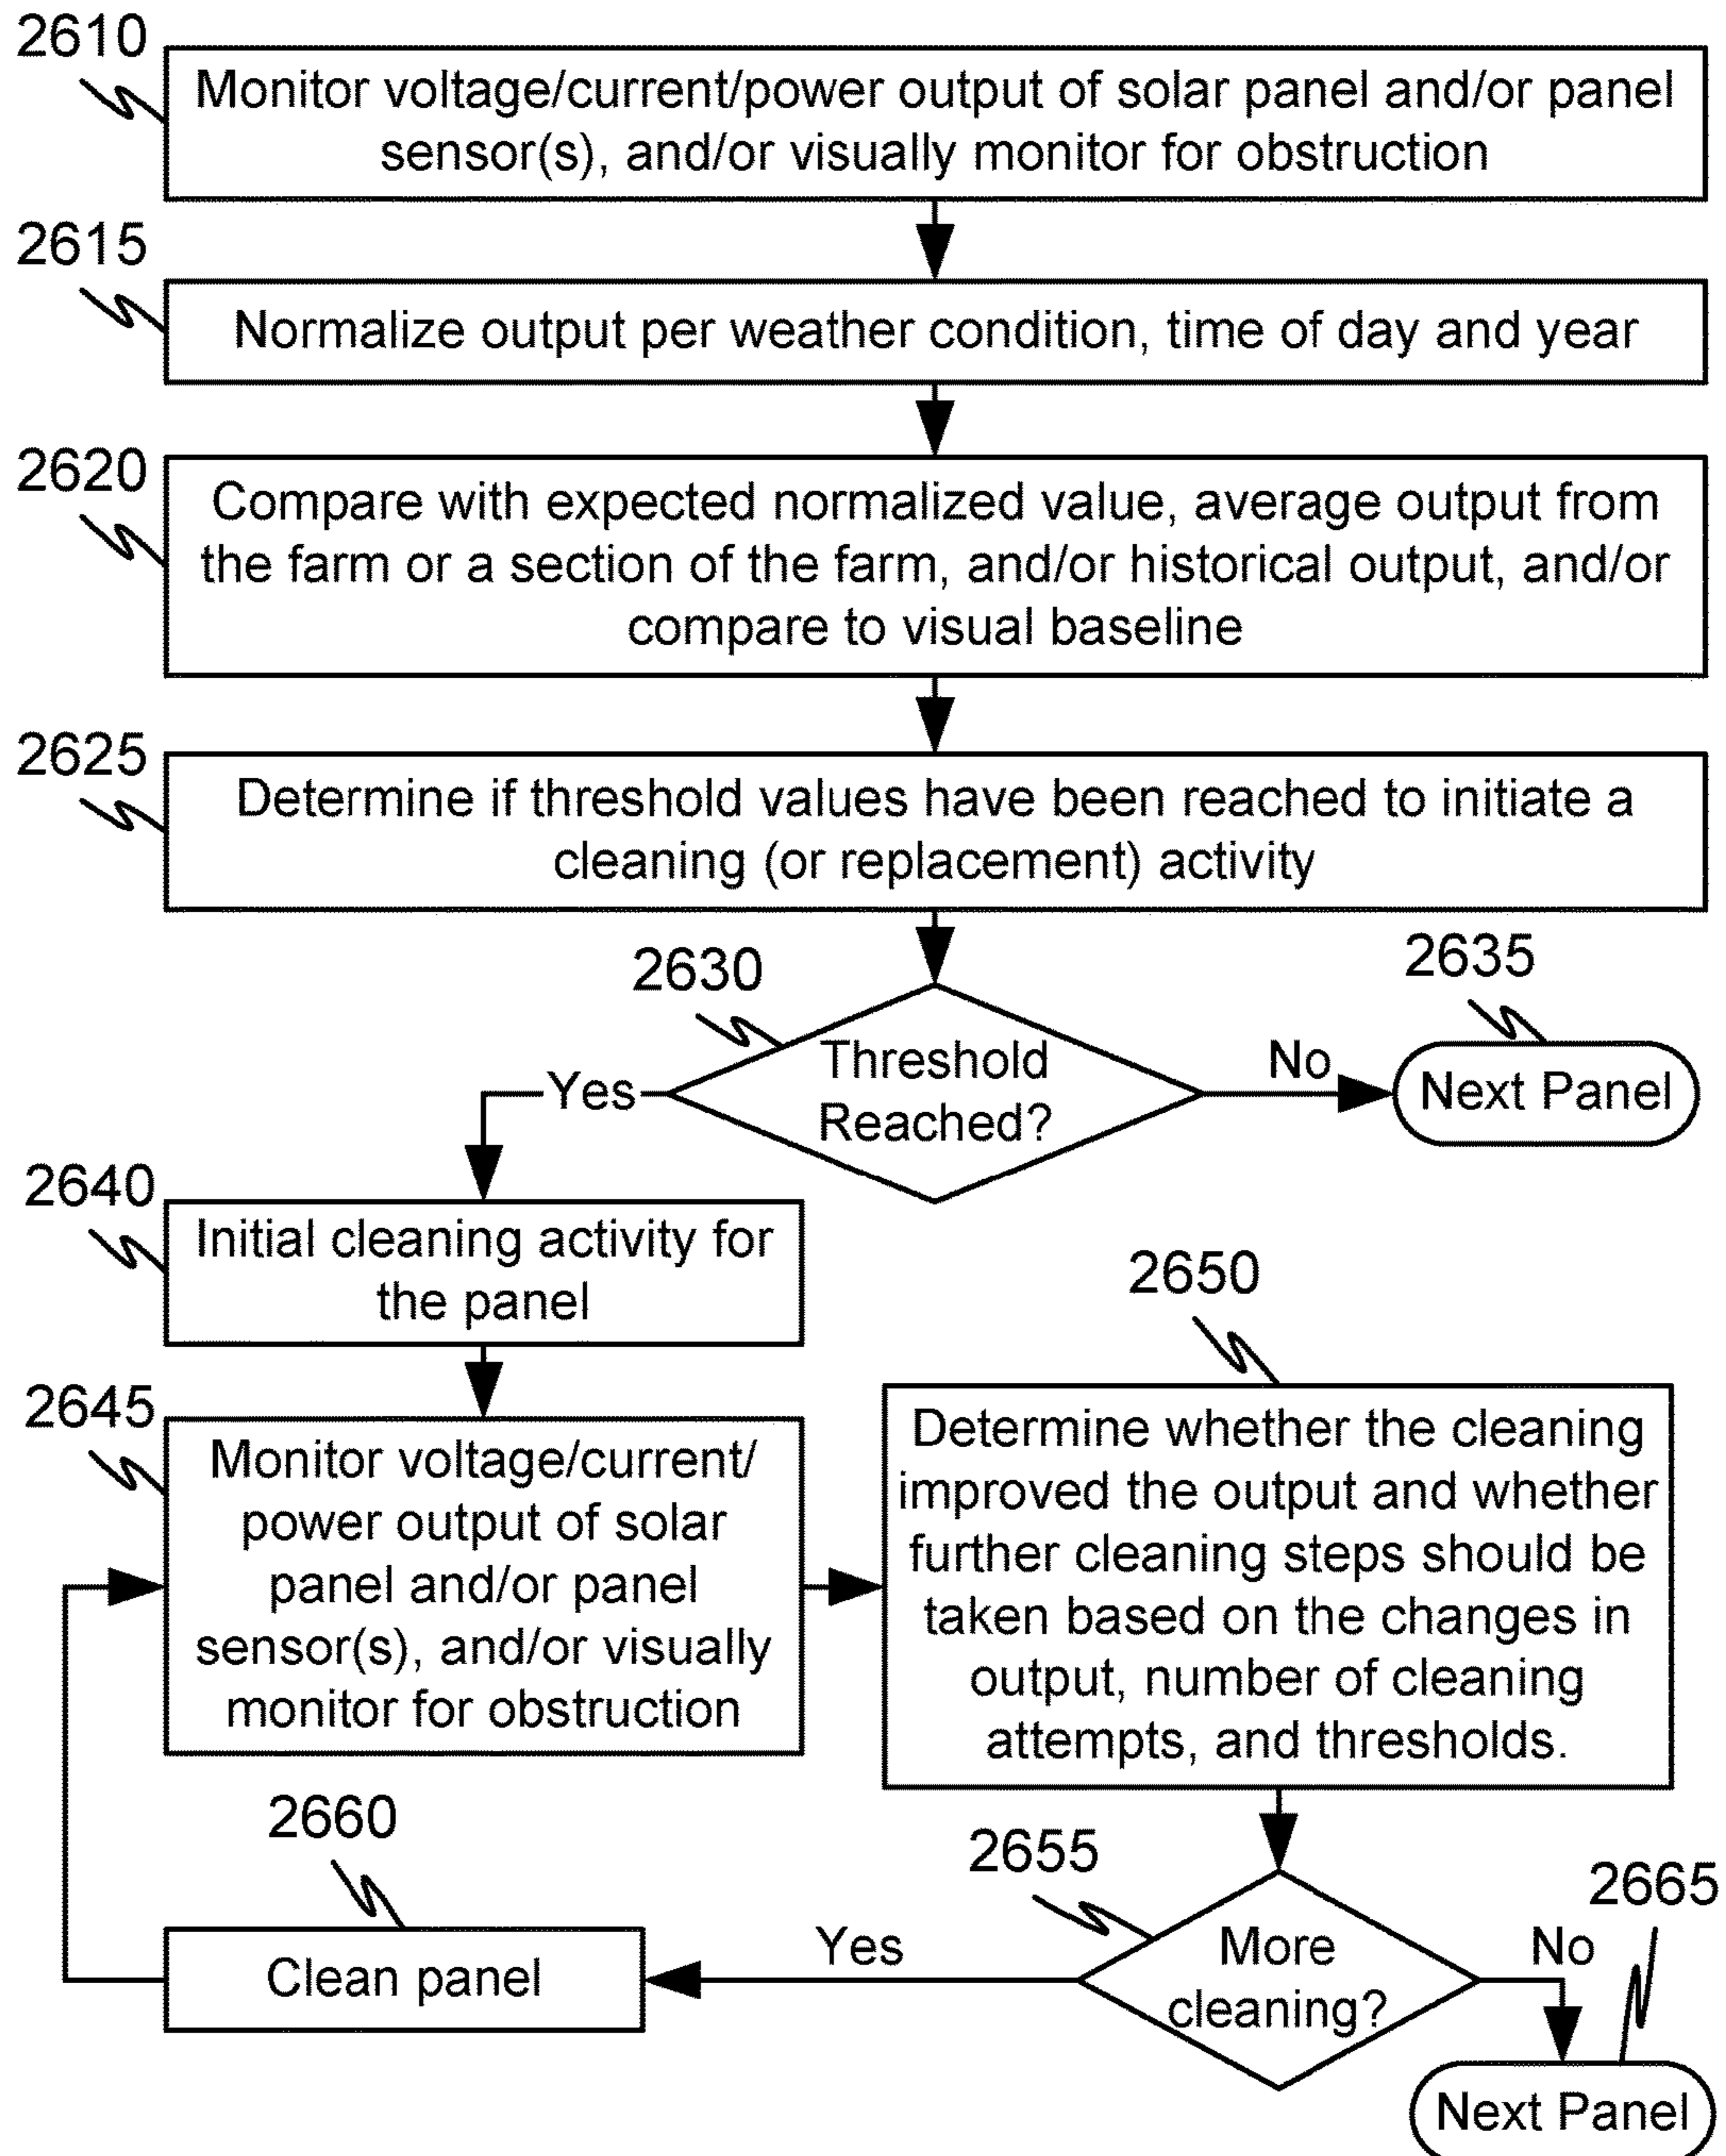 2610
Monitor voltage/current/power output of solar panel and/or panel
sensor(s), and/or visually monitor for obstruction
2615
Normalize output per weather condition, time of day and year
2620
Compare with expected normalized value, average output from
the farm or a section of the farm, and/or historical output, and/or
compare to visual baseline
2625
Determine if threshold values have been reached to initiate a
cleaning (or replacement) activity
2630
Threshold
Reached?
No
2635
Next Panel
Yes
2640
Initial cleaning activity for
the panel
2645
Monitor voltage/current/
power output of solar
panel and/or panel
sensor(s), and/or visually
monitor for obstruction
2650
Determine whether the cleaning
improved the output and whether
further cleaning steps should be
taken based on the changes in
output, number of cleaning
attempts, and thresholds.
2655
More
cleaning?
Yes
2660
Clean panel
No
2665
Next Panel